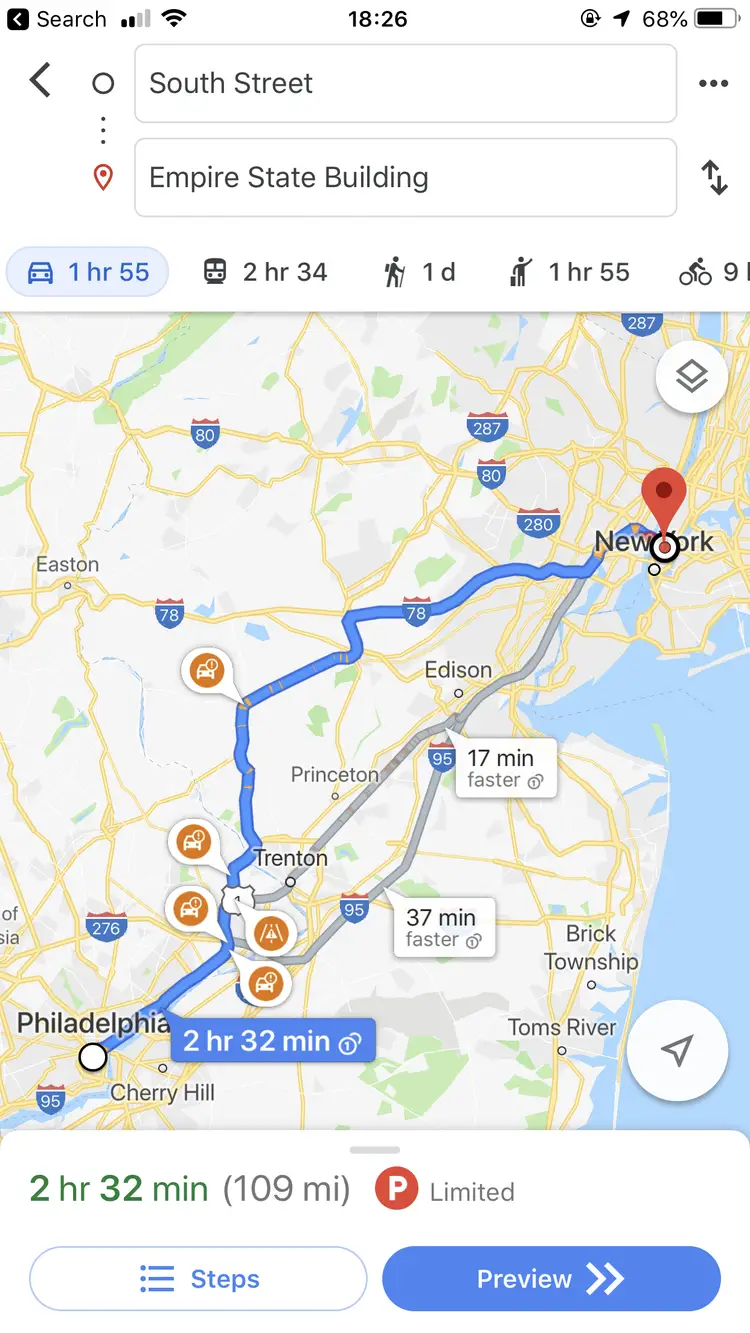 Search
18:26
68%
South Street
Empire State Building
1 hr 55
2 hr 34
1 d
1 hr 55
9
287
80
287
80
280
New York
Easton
78
78
Edison
95
17 min
faster
Princeton
Trenton
95
37 min
faster
of
sia
276
Brick
Township
Philadelphia
2 hr 32 min
Toms River
95
Cherry Hill
2 hr 32 min (109 mi)
P
Limited
Steps
Preview